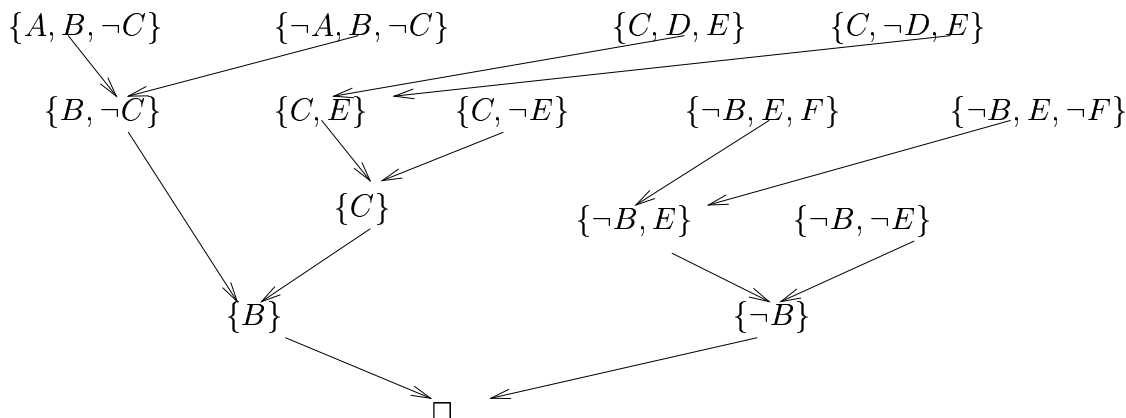 {A, B, ¬C} {¬A, B, ¬C} {C, D, E} {C, ¬D, E}
{B, ¬C} {C, E} {C, ¬E} {¬B, E, F} {¬B, E, ¬F}
{C} {¬B, E} {¬B, ¬E}
{B} {¬B}
□